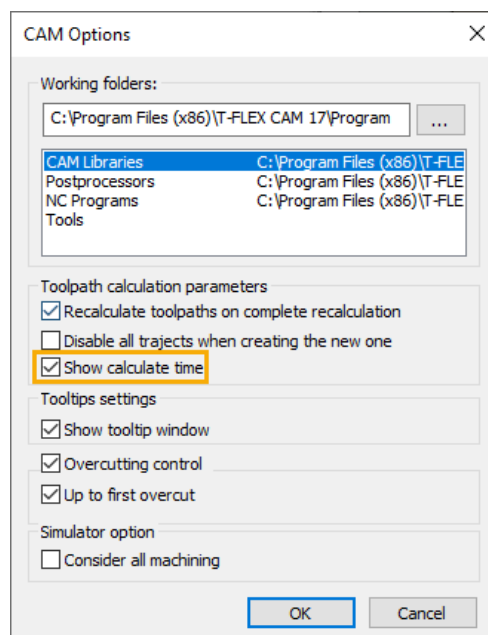 CAM Options
Working folders:
C:\Program Files (x86)\T-FLEX CAM 17\Program
...
CAM Libraries C:\Program Files (x86)\T-FLE
Postprocessors C:\Program Files (x86)\T-FLE
NC Programs C:\Program Files (x86)\T-FLE
Tools
Toolpath calculation parameters
Recalculate toolpaths on complete recalculation
Disable all trajects when creating the new one
Show calculate time
Tooltips settings
Show tooltip window
Overcutting control
Up to first overcut
Simulator option
Consider all machining
OK Cancel